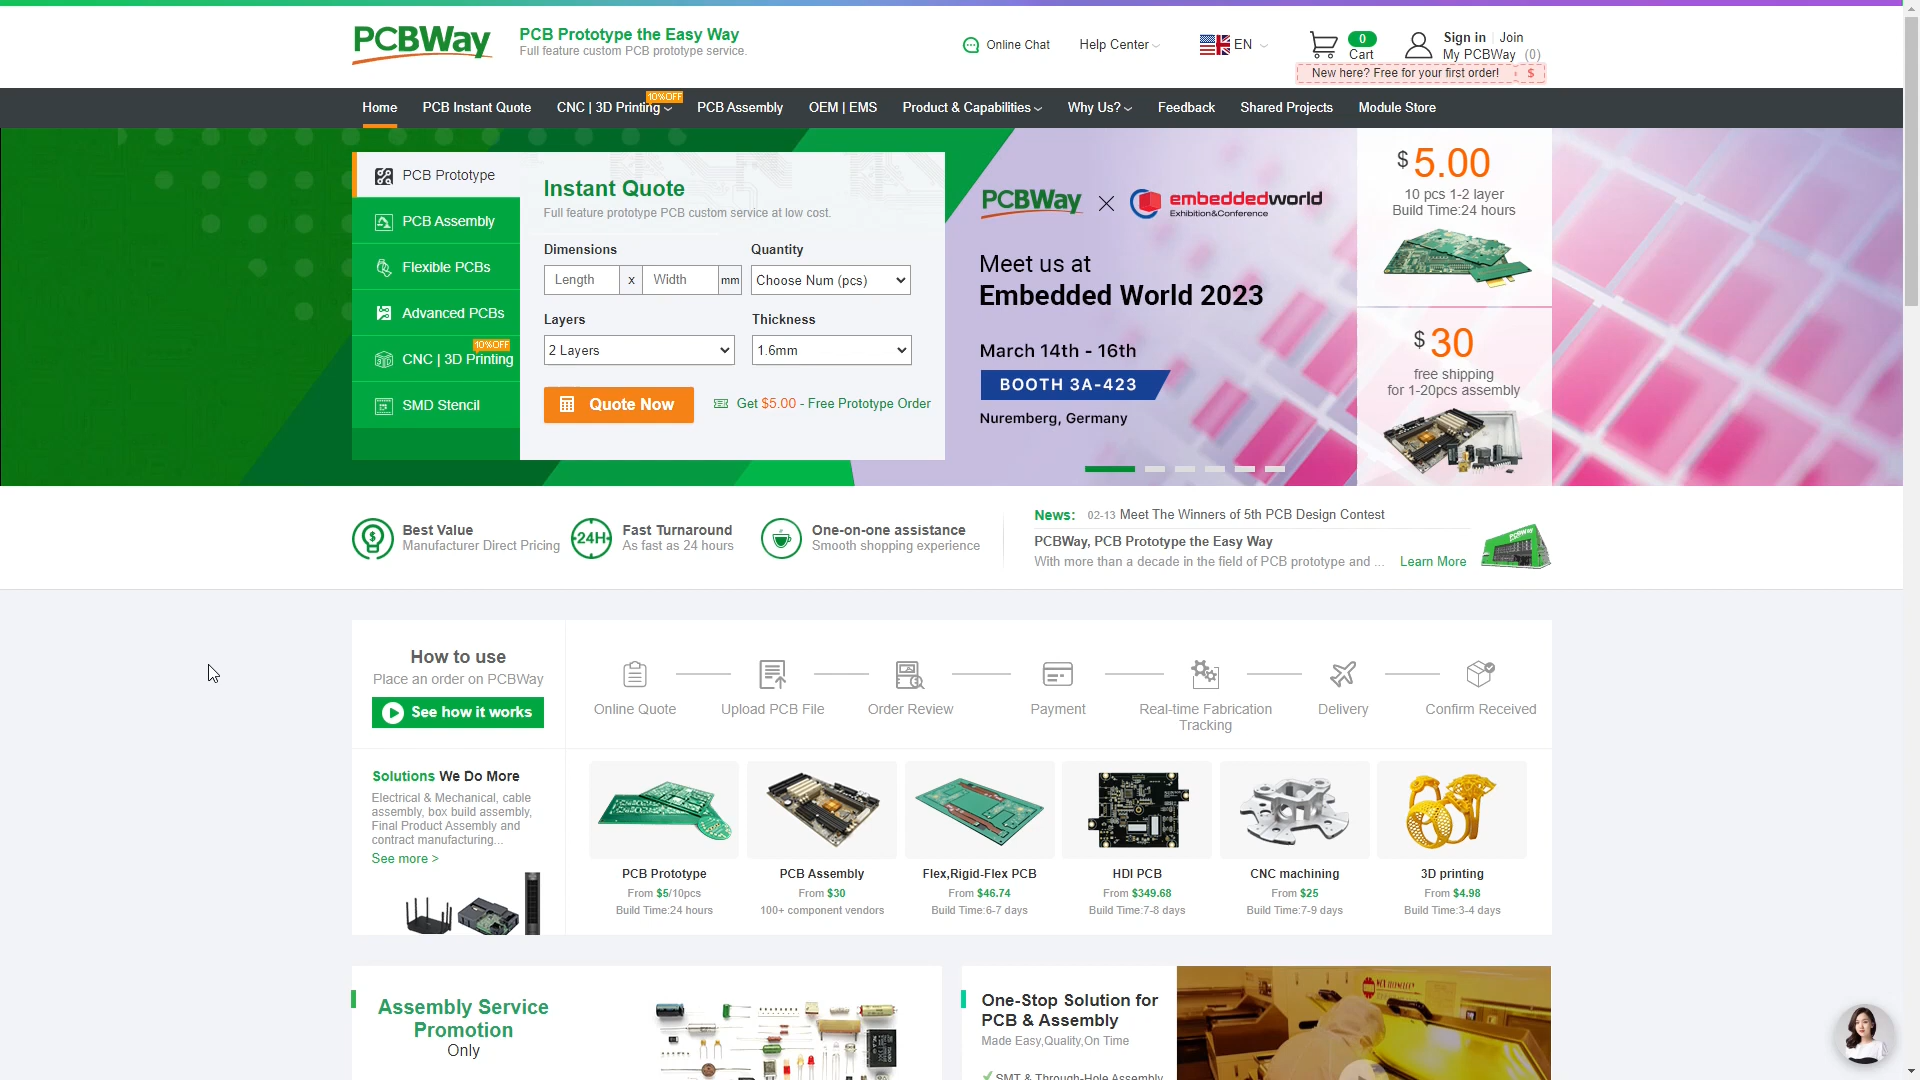 PCBWay
PCB Prototype the Easy Way
Full feature custom PCB prototype service.
Online Chat
Help Center
EN
0
Cart
Sign in
Join
My PCBWay (0)
New here? Free for your first order! $
Home
PCB Instant Quote
CNC | 3D Printing
10%OFF
PCB Assembly
OEM | EMS
Product & Capabilities
Why Us?
Feedback
Shared Projects
Module Store
PCB Prototype
PCB Assembly
Flexible PCBs
Advanced PCBs
10%OFF
CNC | 3D Printing
SMD Stencil
Instant Quote
Full feature prototype PCB custom service at low cost.
Dimensions
Quantity
Length x Width mm
Choose Num (pcs)
Layers
Thickness
2 Layers
1.6mm
Quote Now
Get $5.00 - Free Prototype Order
PCBWay
embeddedworld
Exhibition&Conference
Meet us at
Embedded World 2023
March 14th - 16th
BOOTH 3A-423
Nuremberg, Germany
$5.00
10 pcs 1-2 layer
Build Time:24 hours
$30
free shipping
for 1-20pcs assembly
Best Value
Manufacturer Direct Pricing
24H
Fast Turnaround
As fast as 24 hours
One-on-one assistance
Smooth shopping experience
News: 02-13 Meet The Winners of 5th PCB Design Contest
PCBWay, PCB Prototype the Easy Way
With more than a decade in the field of PCB prototype and ... Learn More
How to use
Place an order on PCBWay
See how it works
Online Quote
Upload PCB File
Order Review
Payment
Real-time Fabrication
Tracking
Delivery
Confirm Received
Solutions We Do More
Electrical & Mechanical, cable
assembly, box build assembly,
Final Product Assembly and
contract manufacturing...
See more >
PCB Prototype
From $5/10pcs
Build Time:24 hours
PCB Assembly
From $30
100+ component vendors
Flex,Rigid-Flex PCB
From $46.74
Build Time:6-7 days
HDI PCB
From $349.68
Build Time:7-8 days
CNC machining
From $25
Build Time:7-9 days
3D printing
From $4.98
Build Time:3-4 days
Assembly Service
Promotion
Only
One-Stop Solution for
PCB & Assembly
Made Easy,Quality,On Time
SMT & Through-Hole Assembly